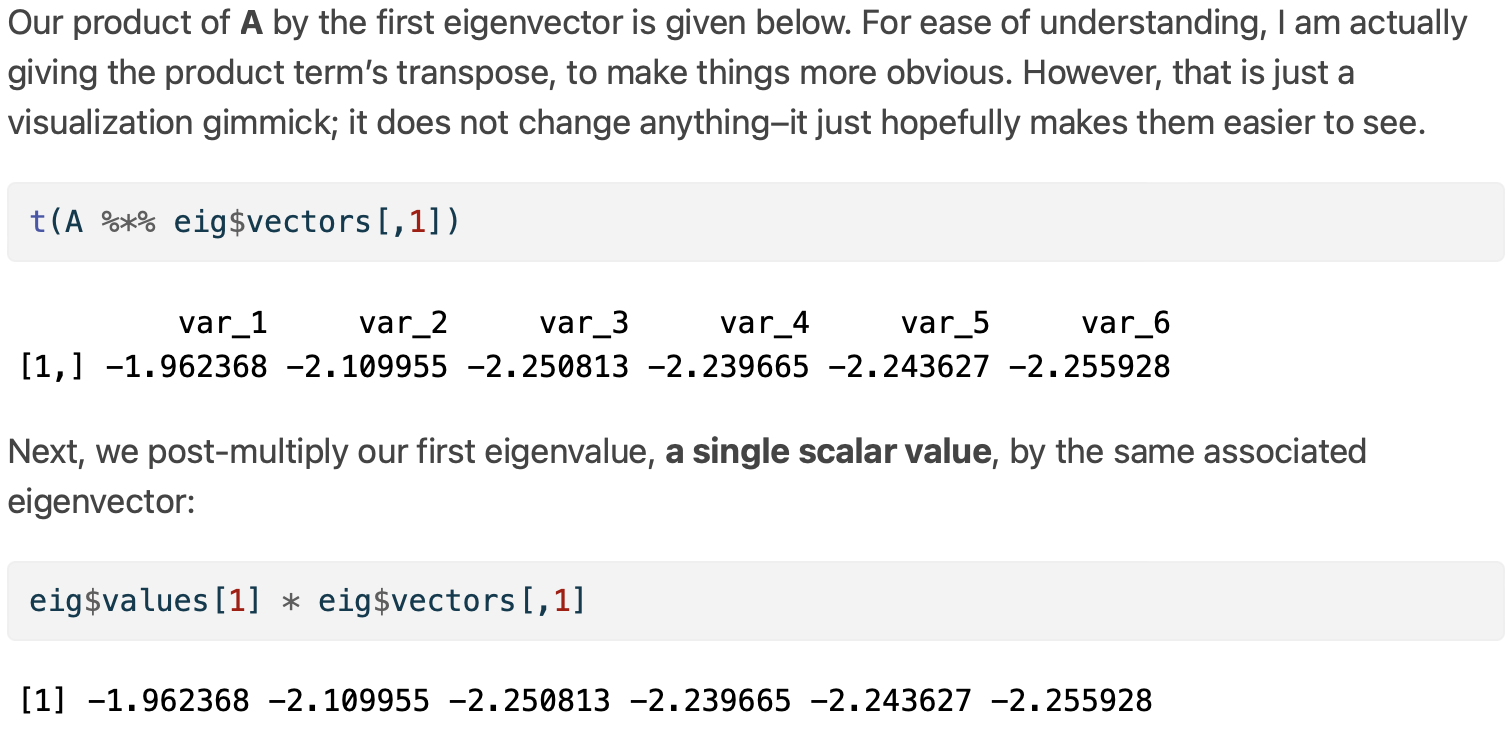 Our product of A by the first eigenvector is given below. For ease of understanding, I am actually
giving the product term’s transpose, to make things more obvious. However, that is just a
visualization gimmick; it does not change anything–it just hopefully makes them easier to see.
t(A %*% eig$vectors[,1])
var_1 var_2 var_3 var_4 var_5 var_6
[1,] -1.962368 -2.109955 -2.250813 -2.239665 -2.243627 -2.255928
Next, we post-multiply our first eigenvalue, a single scalar value, by the same associated
eigenvector:
eig$values[1] * eig$vectors[,1]
[1] -1.962368 -2.109955 -2.250813 -2.239665 -2.243627 -2.255928